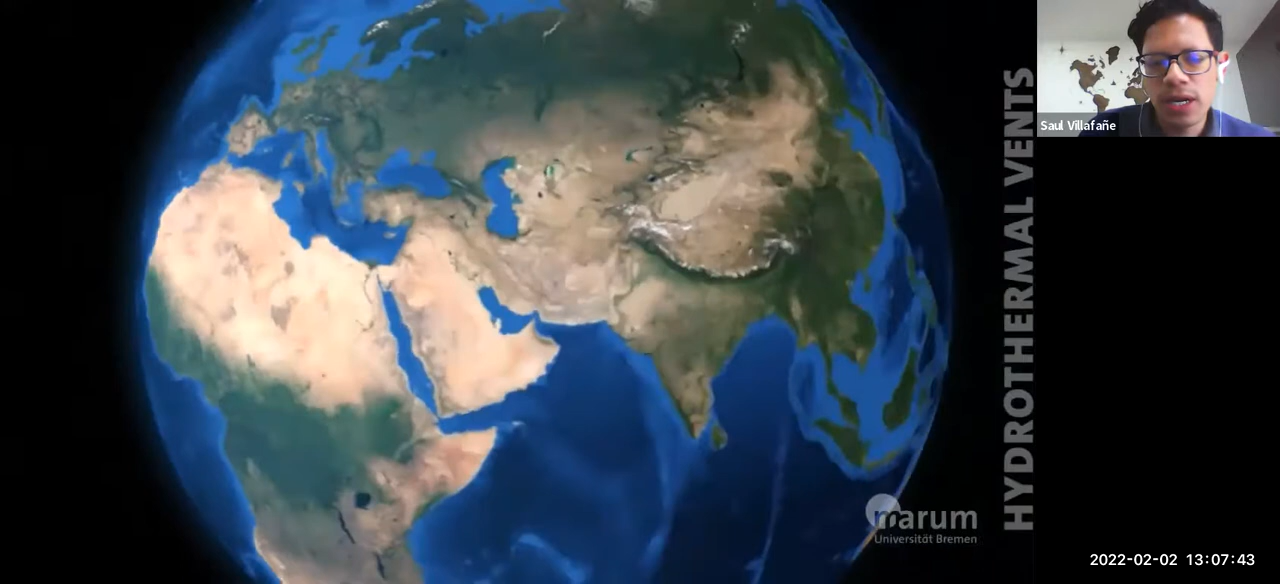 Saul Villafañe
HYDROTHERMAL VENTS
marum
Universität Bremen
2022-02-02 13:07:43